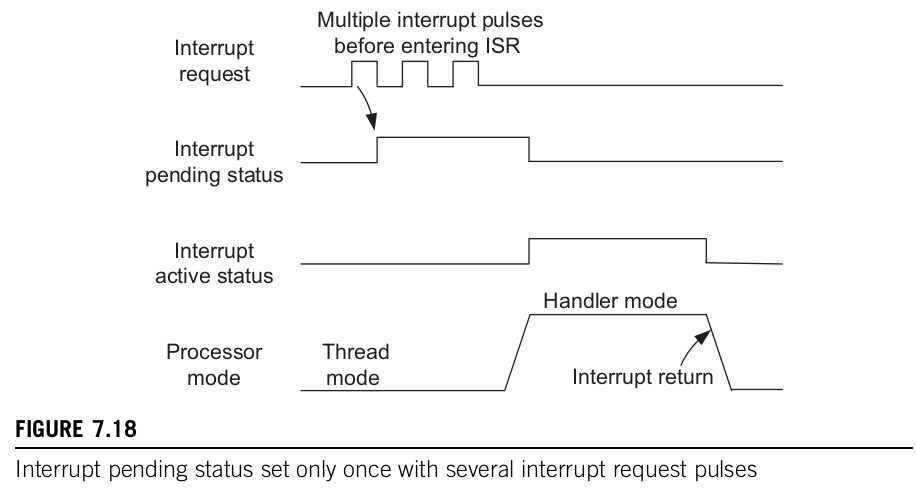 Multiple interrupt pulses
before entering ISR
Interrupt
request
Interrupt
pending status
Interrupt
active status
Handler mode
Processor
mode
Thread
mode
Interrupt return
FIGURE 7.18
Interrupt pending status set only once with several interrupt request pulses